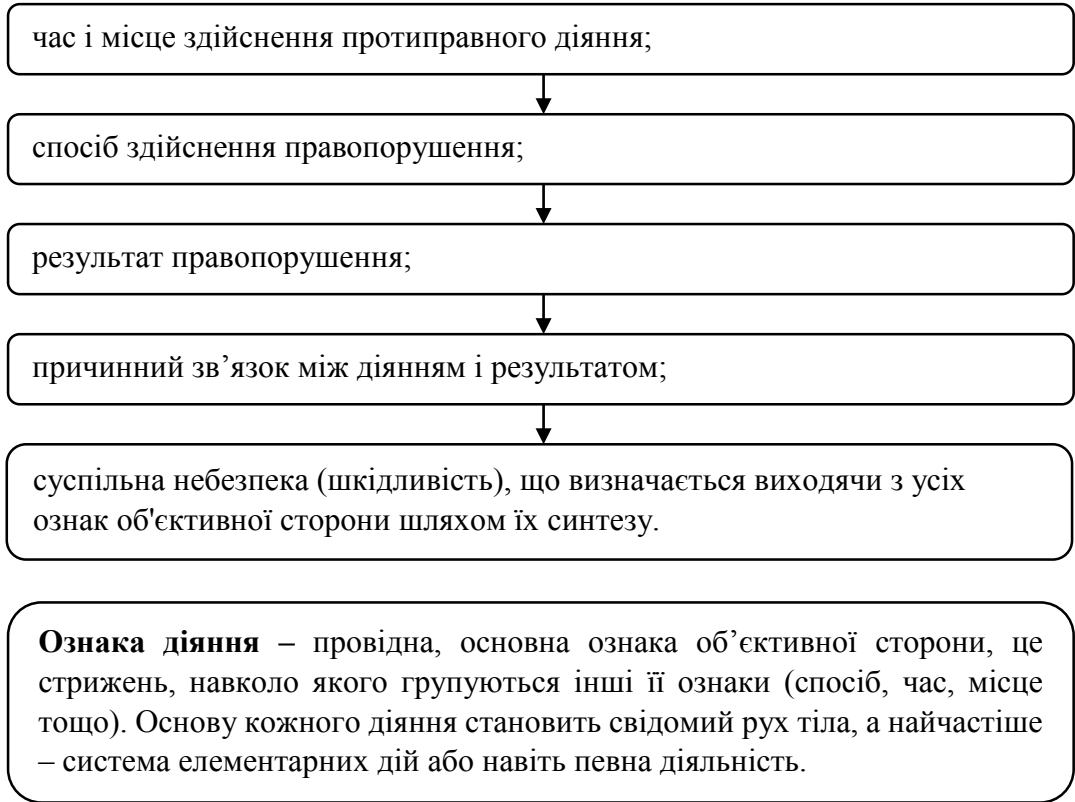 час і місце здійснення протиправного діяння;
спосіб здійснення правопорушення;
результат правопорушення;
причинний зв’язок між діянням і результатом;
суспільна небезпека (шкідливість), що визначається виходячи з усіх
ознак об'єктивної сторони шляхом їх синтезу.
Ознака діяння – провідна, основна ознака об’єктивної сторони, це
стрижень, навколо якого групуються інші її ознаки (спосіб, час, місце
тощо). Основу кожного діяння становить свідомий рух тіла, а найчастіше
– система елементарних дій або навіть певна діяльність.